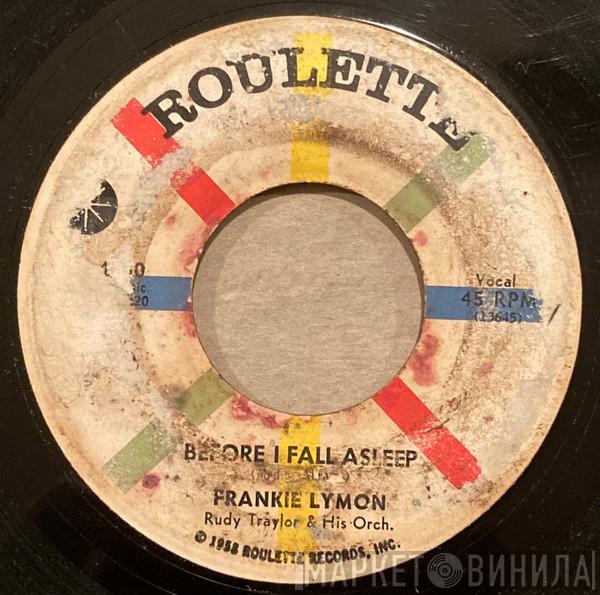 ROULETTE
Vocal
45 RPM
(13645)
BEFORE I FALL ASLEEP
FRANKIE LYMON
Rudy Traylor & His Orch.
© 1958 ROULETTE RECORDS, INC.
МАРКЕТ ВИНИЛА